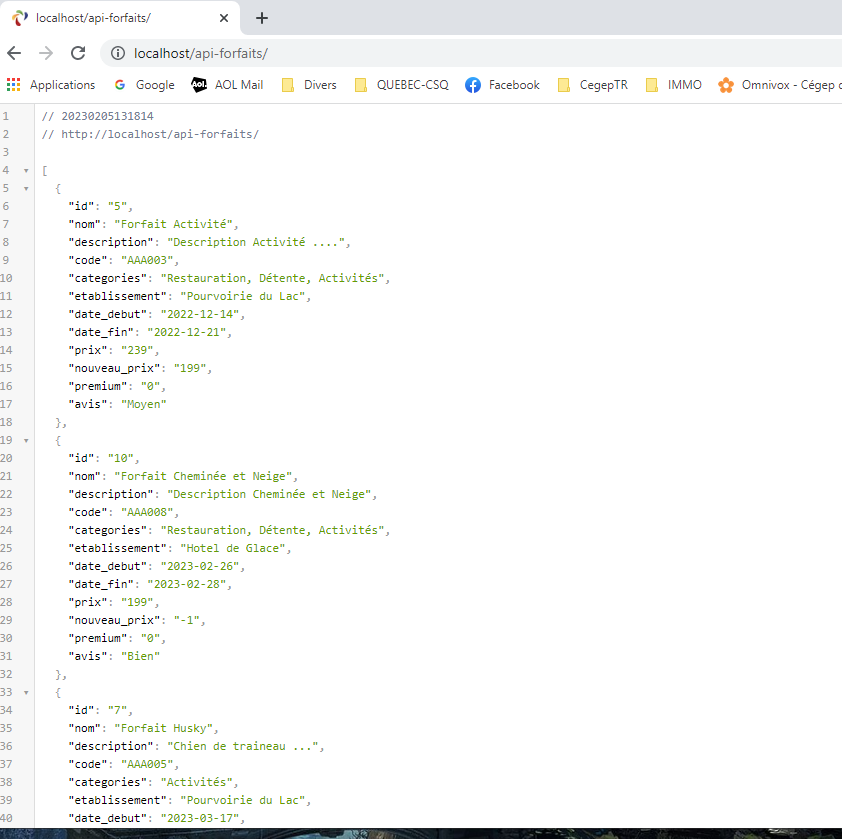 localhost/api-forfaits/
localhost/api-forfaits/
Applications Google Aol. AOL Mail Divers QUEBEC-CSQ Facebook CegepTR IMMO Omnivox - Cégep
1 // 20230205131814
2 // http://localhost/api-forfaits/
3
4 [
5 {
6 "id": "5",
7 "nom": "Forfait Activité",
8 "description": "Description Activité ....",
9 "code": "AAA003",
10 "categories": "Restauration, Détente, Activités",
11 "etablissement": "Pourvoirie du Lac",
12 "date_debut": "2022-12-14",
13 "date_fin": "2022-12-21",
14 "prix": "239",
15 "nouveau_prix": "199",
16 "premium": "0",
17 "avis": "Moyen"
18 },
19 {
20 "id": "10",
21 "nom": "Forfait Cheminée et Neige",
22 "description": "Description Cheminée et Neige",
23 "code": "AAA008",
24 "categories": "Restauration, Détente, Activités",
25 "etablissement": "Hotel de Glace",
26 "date_debut": "2023-02-26",
27 "date_fin": "2023-02-28",
28 "prix": "199",
29 "nouveau_prix": "-1",
30 "premium": "0",
31 "avis": "Bien"
32 },
33 {
34 "id": "7",
35 "nom": "Forfait Husky",
36 "description": "Chien de traineau ...",
37 "code": "AAA005",
38 "categories": "Activités",
39 "etablissement": "Pourvoirie du Lac",
40 "date_debut": "2023-03-17",